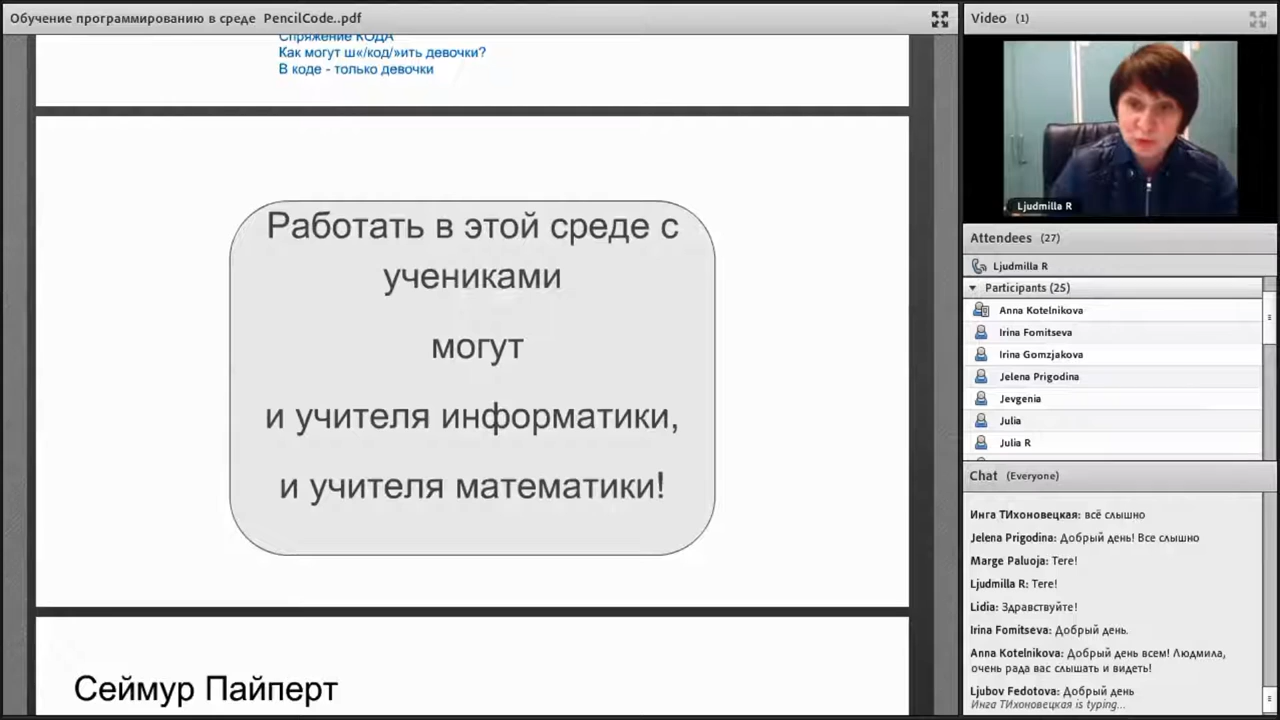 Обучение программированию в среде PencilCode..pdf
Спряжение КОДА
Как могут ш«/код/»ить девочки?
В коде - только девочки
Работать в этой среде с
учениками
могут
и учителя информатики,
и учителя математики!
Сеймур Пайперт
Video (1)
Ljudmilla R
Attendees (27)
Ljudmilla R
Participants (25)
Anna Kotelnikova
Irina Fomitseva
Irina Gomzjakova
Jelena Prigodina
Jevgenia
Julia
Julia R
Chat (Everyone)
Инга ТИхоновецкая: всё слышно
Jelena Prigodina: Добрый день! Все слышно
Marge Paluoja: Tere!
Ljudmilla R: Tere!
Lidia: Здравствуйте!
Irina Fomitseva: Добрый день.
Anna Kotelnikova: Добрый день всем! Людмила,
очень рада вас слышать и видеть!
Ljubov Fedotova: Добрый день
Инга ТИхоновецкая is typing...